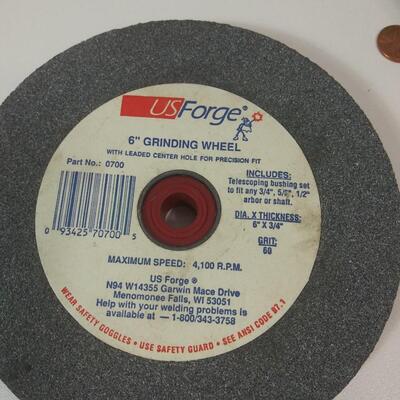 USForge®
6" GRINDING WHEEL
WITH LEADED CENTER HOLE FOR PRECISION FIT
Part No.: 0700
0 93425 70700 5
INCLUDES:
Telescoping bushing set
to fit any 3/4", 5/8", 1/2"
arbor or shaft.
DIA. X THICKNESS:
6" X 3/4"
GRIT:
60
MAXIMUM SPEED: 4,100 R.P.M.
US Forge ®
N94 W14355 Garwin Mace Drive
Menomonee Falls, WI 53051
Help with your welding problems is
available at — 1-800/343-3758
WEAR SAFETY GOGGLES • USE SAFETY GUARD • SEE ANSI CODE B7.1